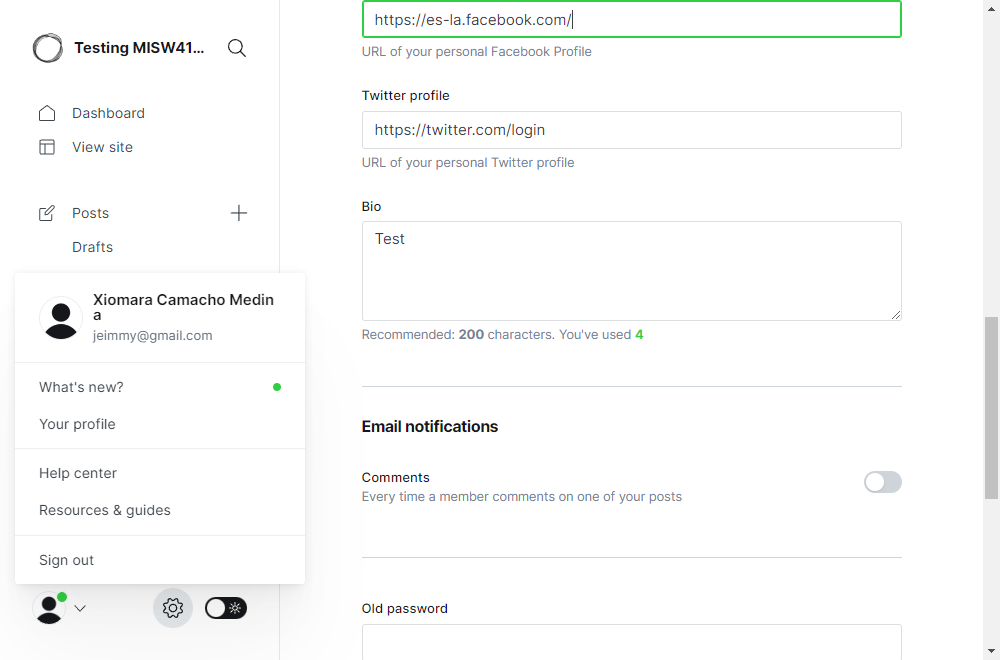 Testing MISW41...
Dashboard
View site
Posts
Drafts
Xiomara Camacho Medin
a
jeimmy@gmail.com
What's new?
Your profile
Help center
Resources & guides
Sign out
https://es-la.facebook.com/
URL of your personal Facebook Profile
Twitter profile
https://twitter.com/login
URL of your personal Twitter profile
Bio
Test
Recommended: 200 characters. You've used 4
Email notifications
Comments
Every time a member comments on one of your posts
Old password